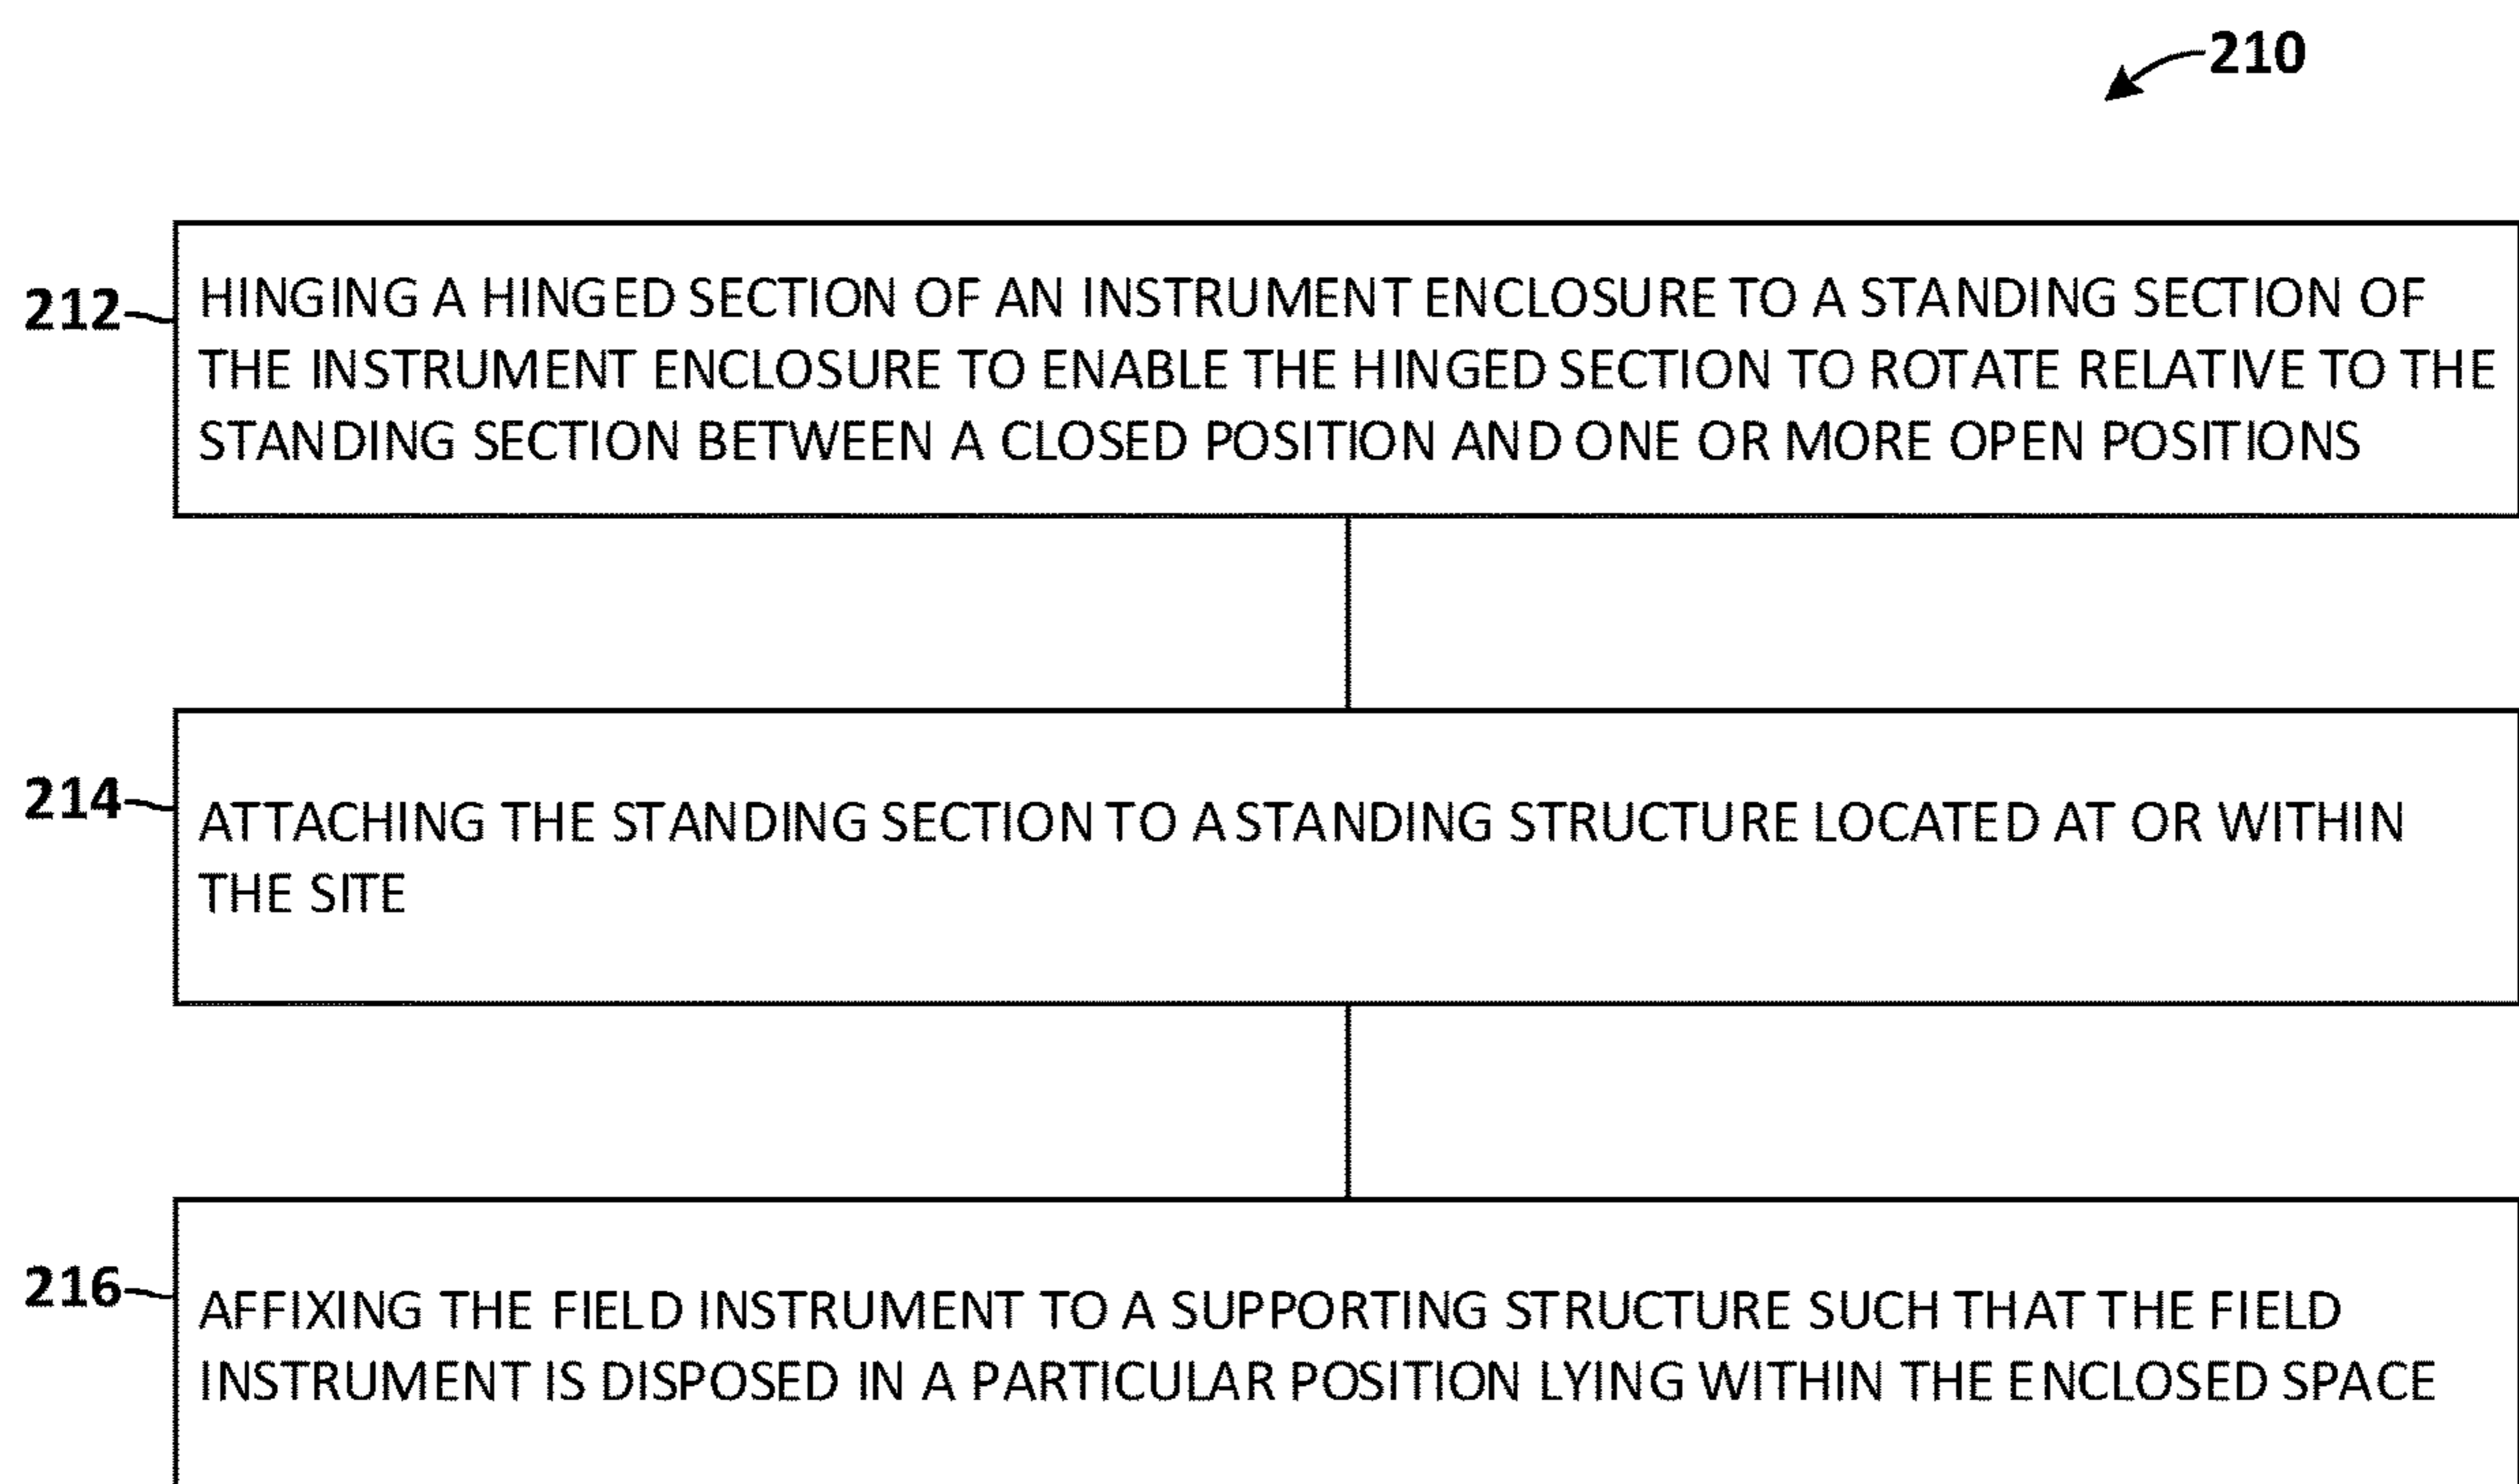 210
212
HINGING A HINGED SECTION OF AN INSTRUMENT ENCLOSURE TO A STANDING SECTION OF
THE INSTRUMENT ENCLOSURE TO ENABLE THE HINGED SECTION TO ROTATE RELATIVE TO THE
STANDING SECTION BETWEEN A CLOSED POSITION AND ONE OR MORE OPEN POSITIONS
214
ATTACHING THE STANDING SECTION TO A STANDING STRUCTURE LOCATED AT OR WITHIN
THE SITE
216
AFFIXING THE FIELD INSTRUMENT TO A SUPPORTING STRUCTURE SUCH THAT THE FIELD
INSTRUMENT IS DISPOSED IN A PARTICULAR POSITION LYING WITHIN THE ENCLOSED SPACE